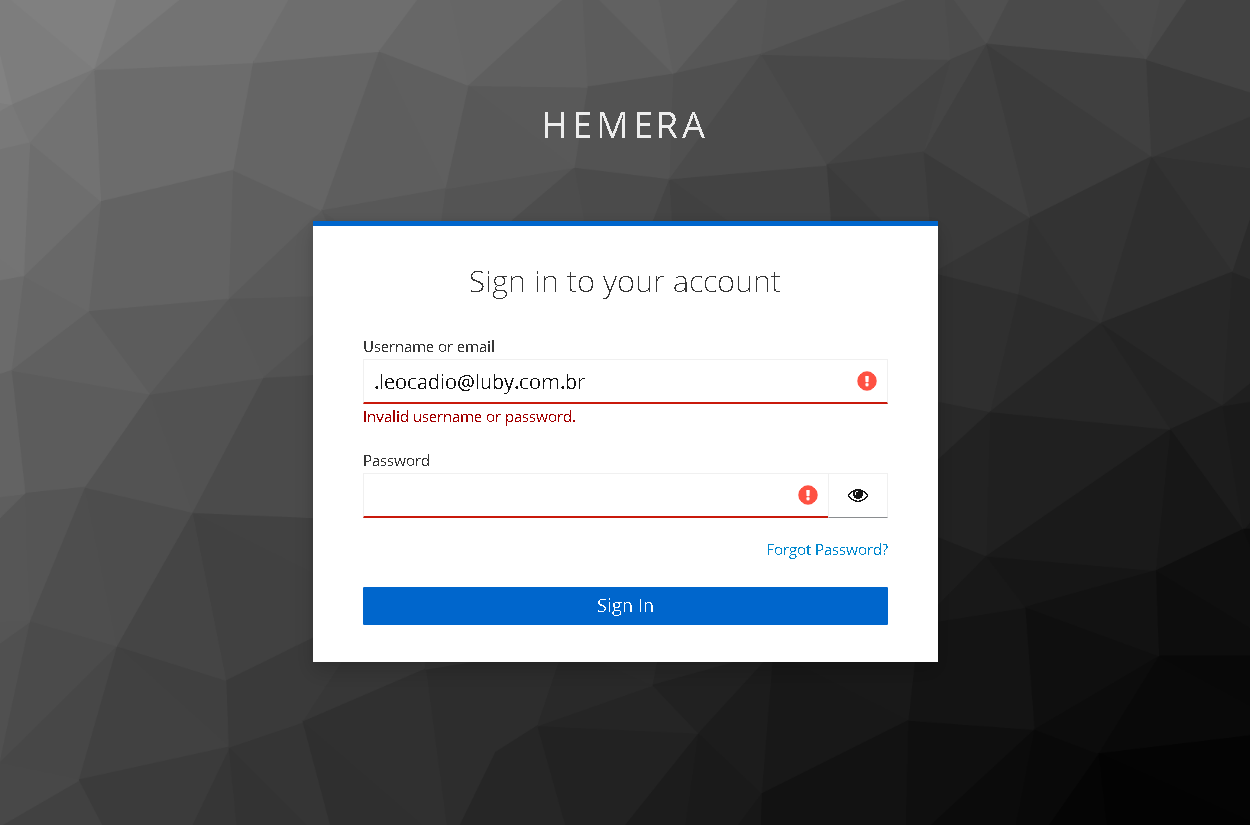 HEMERA
Sign in to your account
Username or email
.leocadio@luby.com.br
Invalid username or password.
Password
Forgot Password?
Sign In